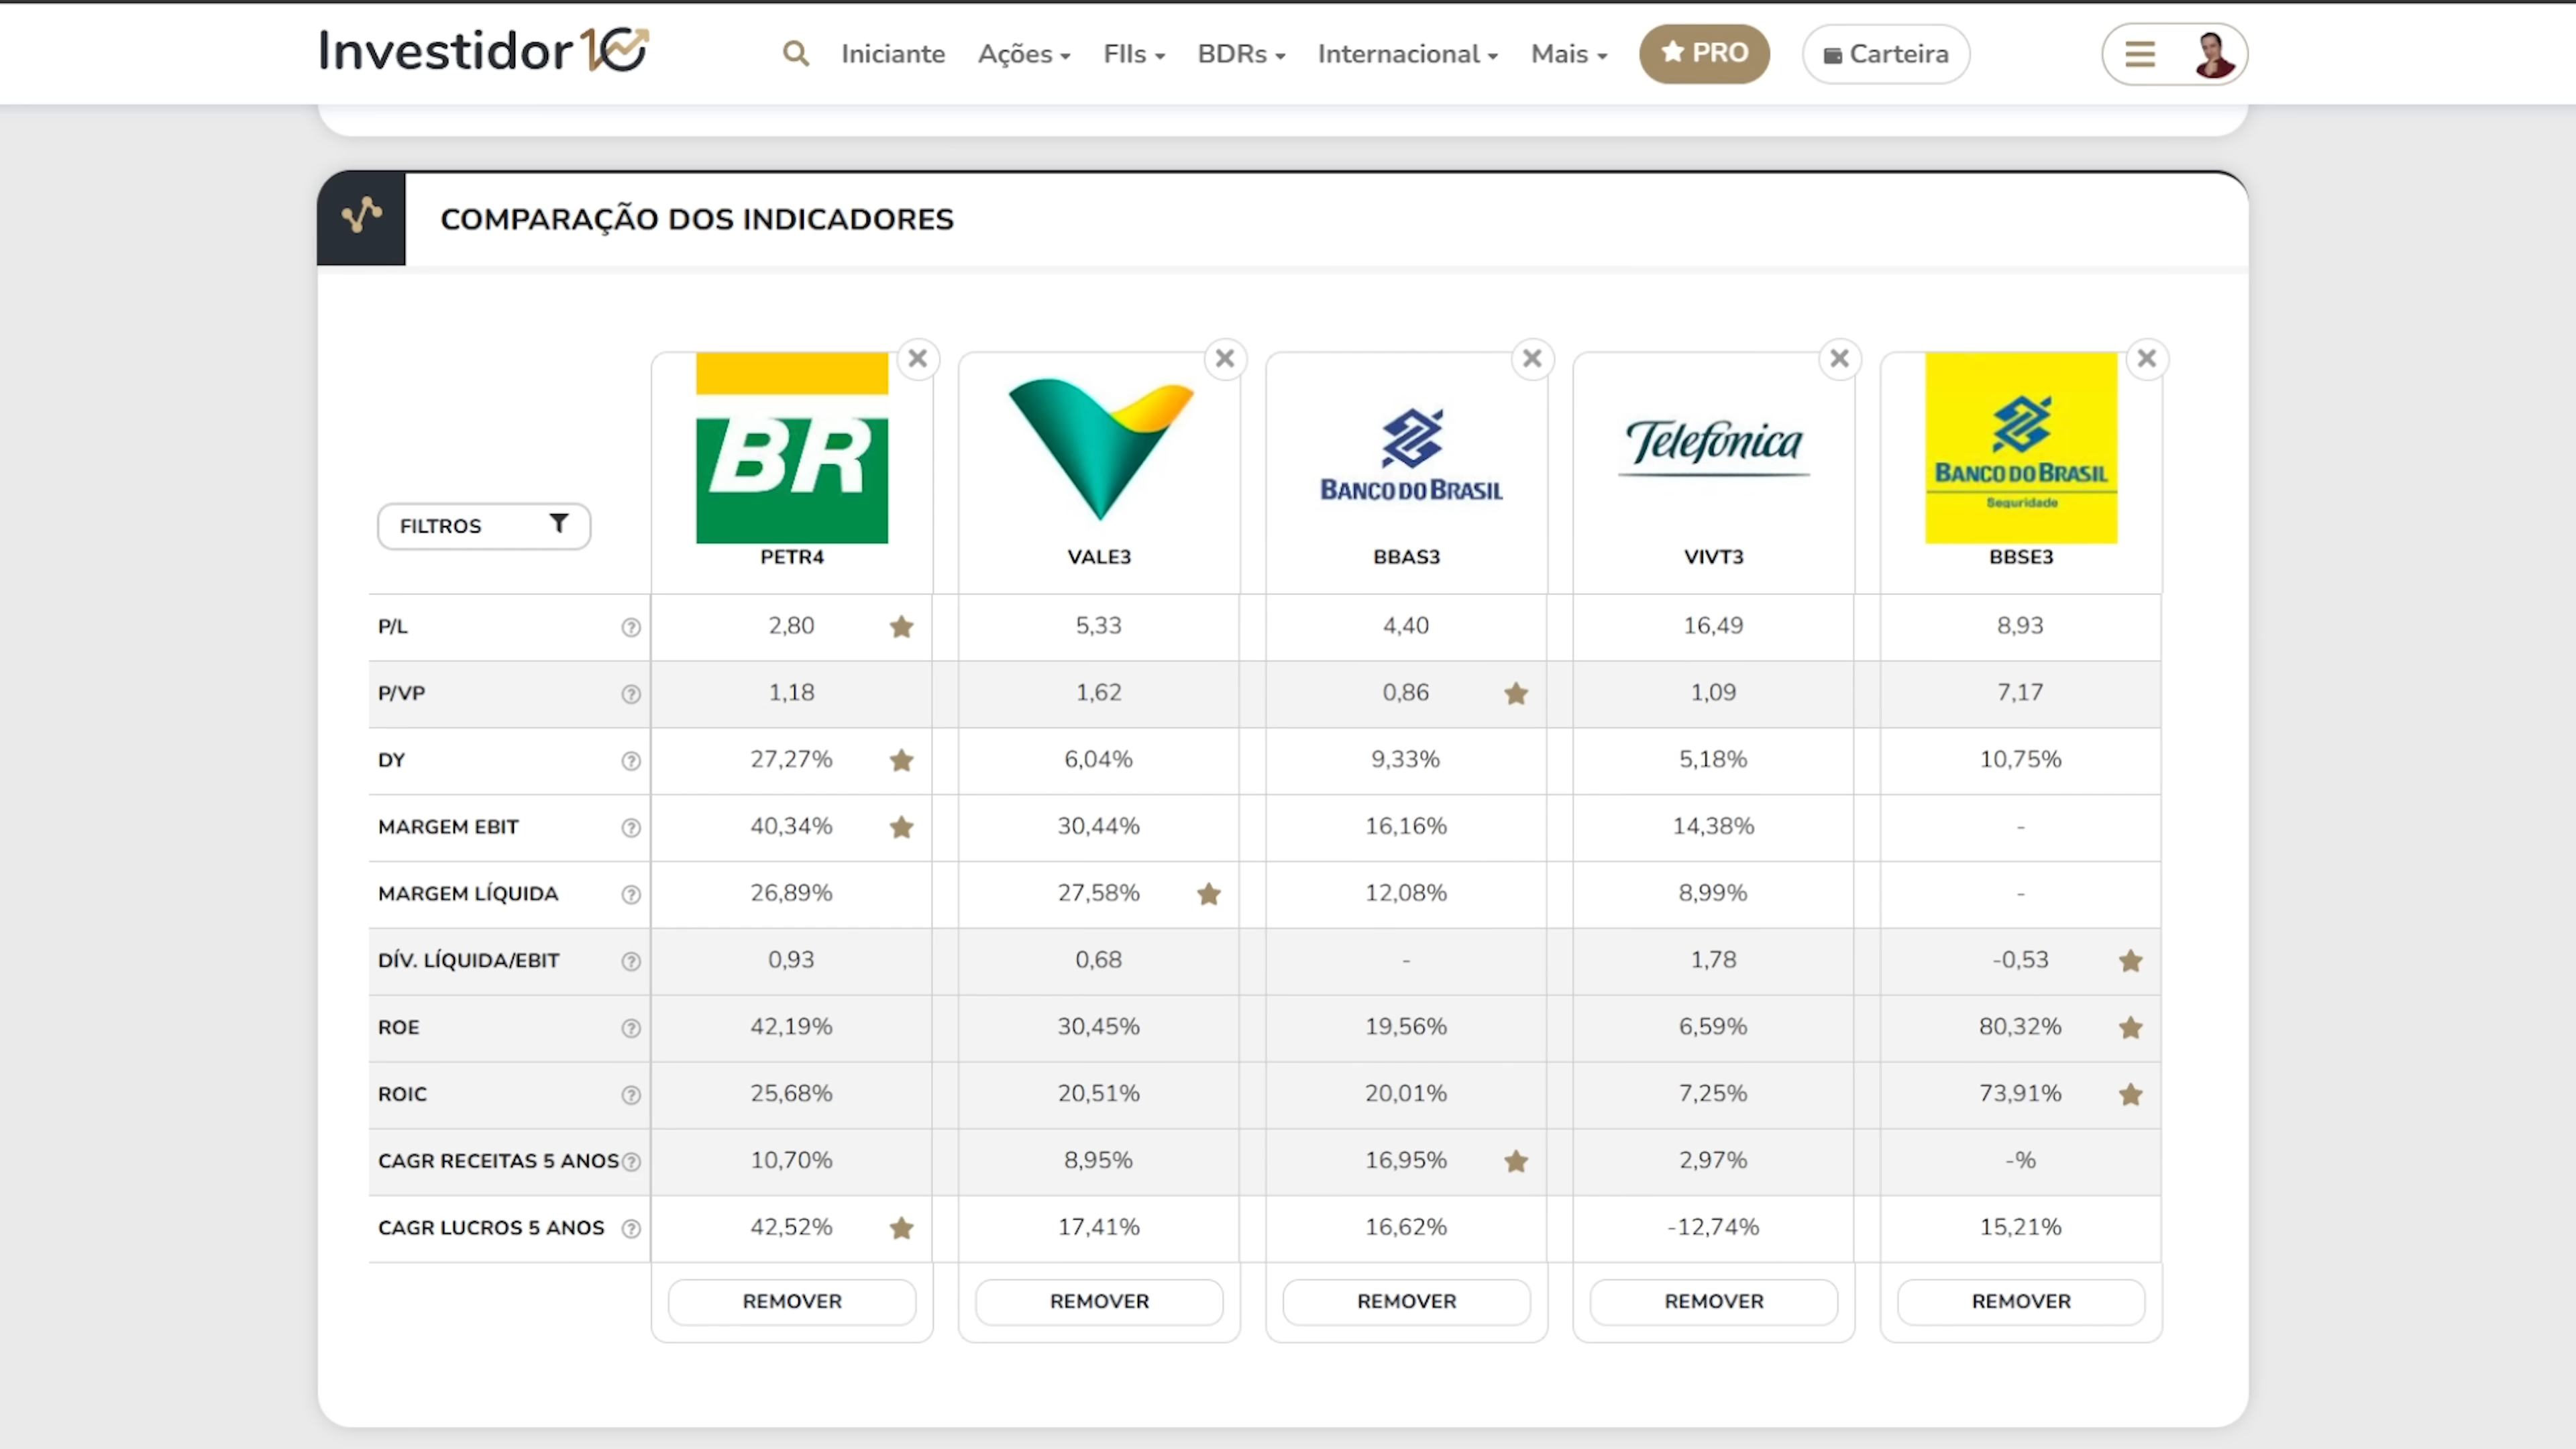 Investidor 10 Iniciante Ações FIIs BDRs Internacional Mais PRO Carteira
COMPARAÇÃO DOS INDICADORES
BR
BANCO DO BRASIL
Telefónica
BANCO DO BRASIL
Seguridade
FILTROS
PETR4 VALE3 BBAS3 VIVT3 BBSE3
P/L ? 2,80 5,33 4,40 16,49 8,93
P/VP ? 1,18 1,62 0,86 1,09 7,17
DY ? 27,27% 6,04% 9,33% 5,18% 10,75%
MARGEM EBIT ? 40,34% 30,44% 16,16% 14,38% -
MARGEM LÍQUIDA ? 26,89% 27,58% 12,08% 8,99% -
DÍV. LÍQUIDA/EBIT ? 0,93 0,68 - 1,78 -0,53
ROE ? 42,19% 30,45% 19,56% 6,59% 80,32%
ROIC ? 25,68% 20,51% 20,01% 7,25% 73,91%
CAGR RECEITAS 5 ANOS ? 10,70% 8,95% 16,95% 2,97% -%
CAGR LUCROS 5 ANOS ? 42,52% 17,41% 16,62% -12,74% 15,21%
REMOVER REMOVER REMOVER REMOVER REMOVER